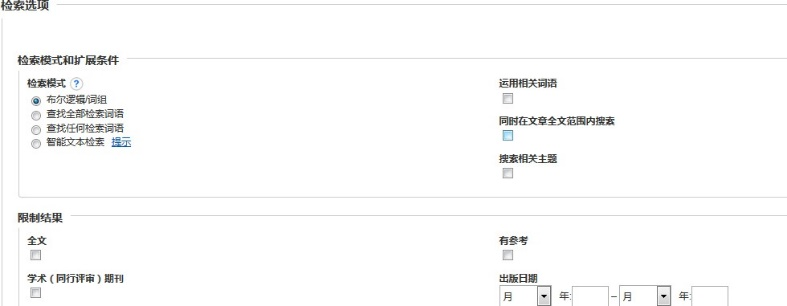 检索选项
检索模式和扩展条件
检索模式 ?
布尔逻辑/词组
查找全部检索词语
查找任何检索词语
智能文本检索 提示
运用相关词语
同时在文章全文范围内搜索
搜索相关主题
限制结果
全文
有参考
学术（同行评审）期刊
出版日期
月 年: – 月 年: